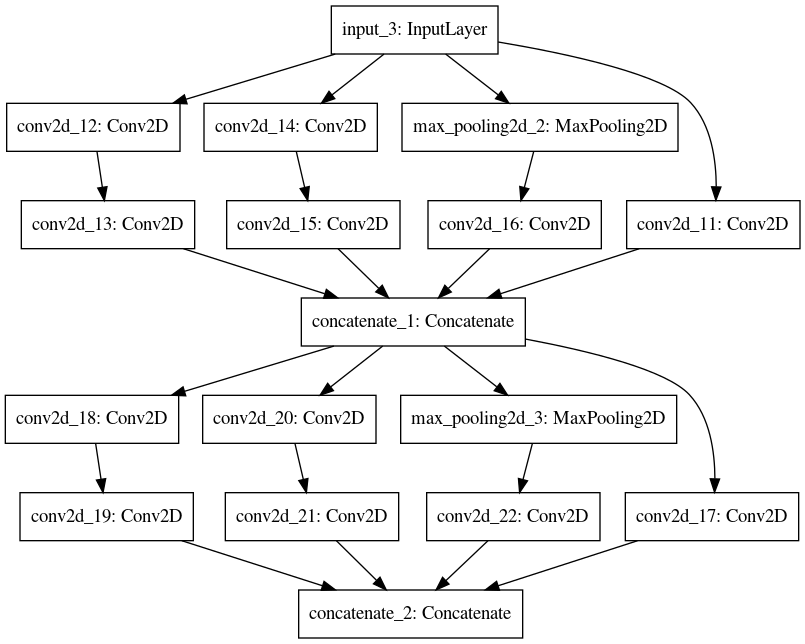 input_3: InputLayer
conv2d_12: Conv2D
conv2d_14: Conv2D
max_pooling2d_2: MaxPooling2D
conv2d_13: Conv2D
conv2d_15: Conv2D
conv2d_16: Conv2D
conv2d_11: Conv2D
concatenate_1: Concatenate
conv2d_18: Conv2D
conv2d_20: Conv2D
max_pooling2d_3: MaxPooling2D
conv2d_19: Conv2D
conv2d_21: Conv2D
conv2d_22: Conv2D
conv2d_17: Conv2D
concatenate_2: Concatenate